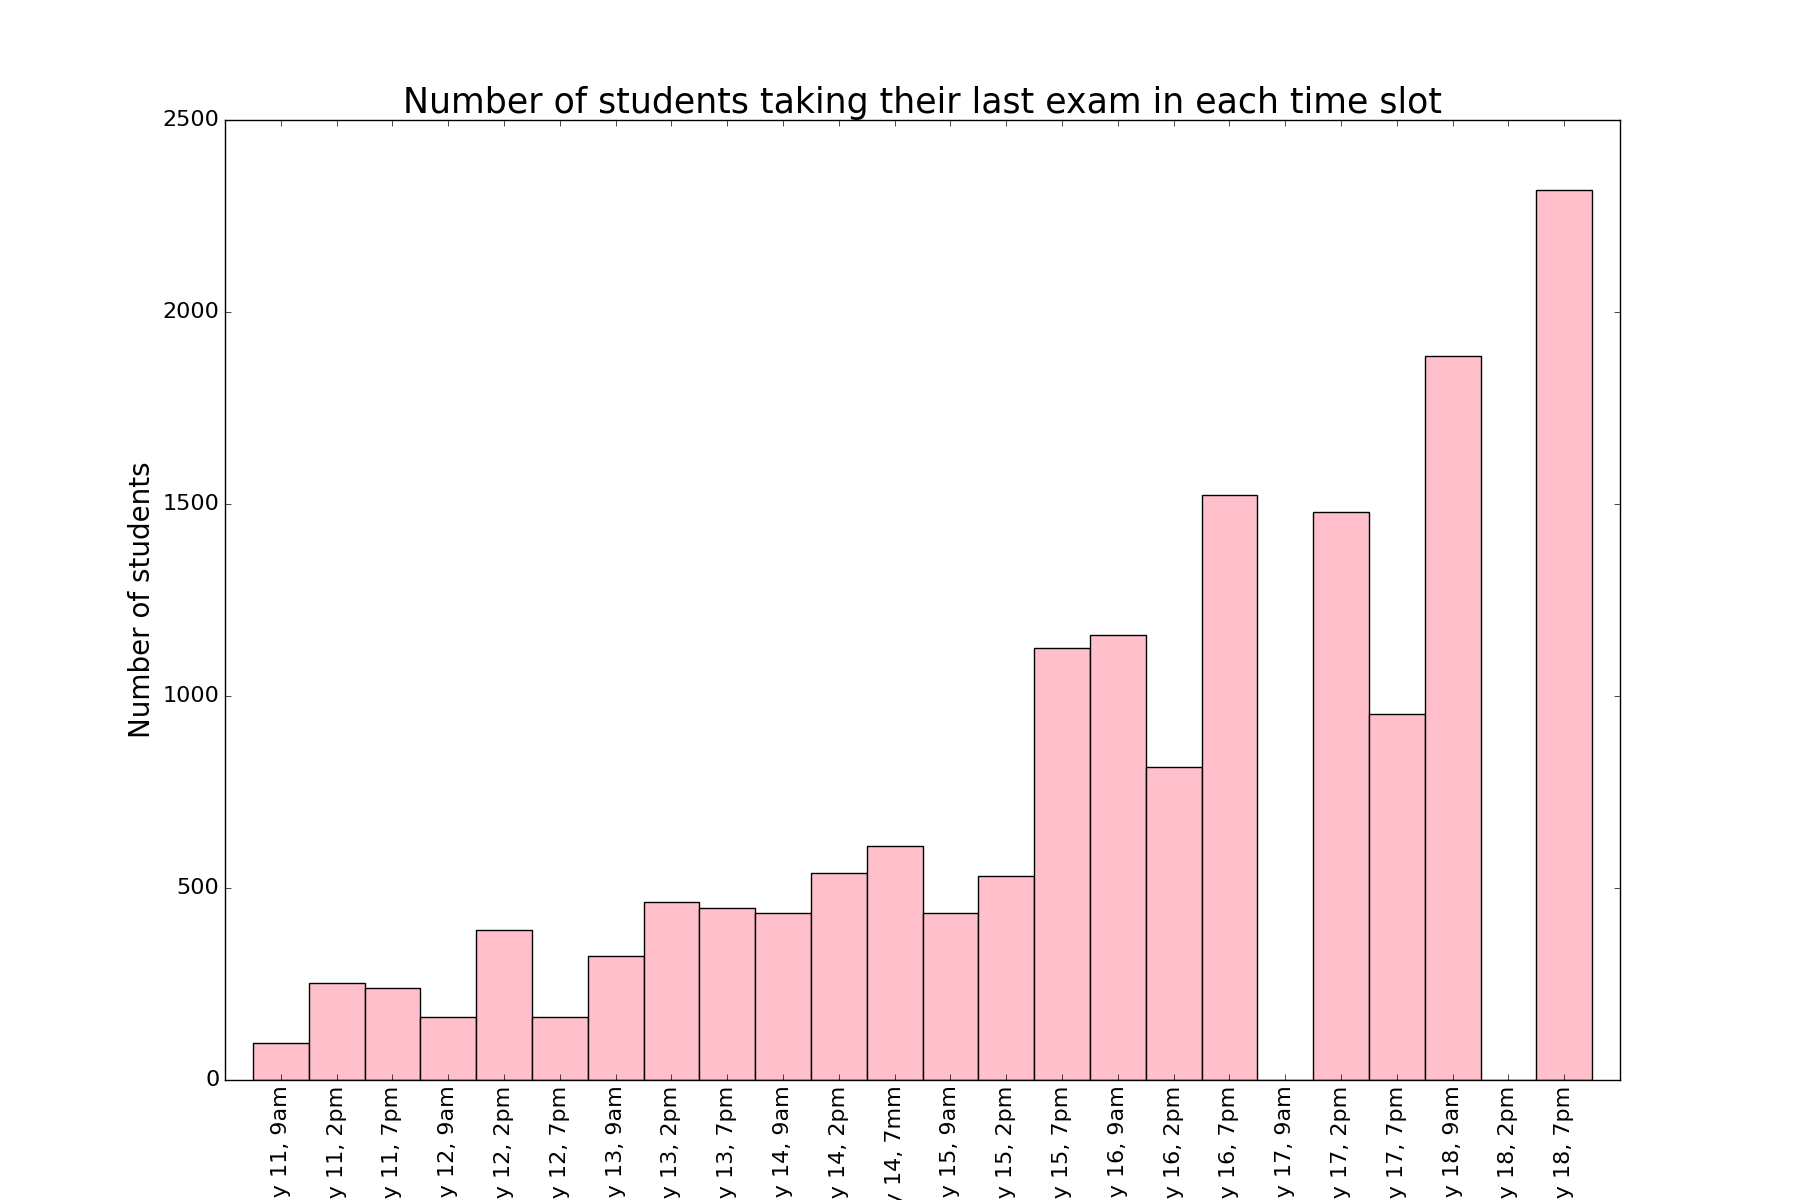 Number of students taking their last exam in each time slot
2500
2000
1500
1000
500
0
Number of students
y 11, 9am
y 11, 2pm
y 11, 7pm
y 12, 9am
y 12, 2pm
y 12, 7pm
y 13, 9am
y 13, 2pm
y 13, 7pm
y 14, 9am
y 14, 2pm
y 14, 7mm
y 15, 9am
y 15, 2pm
y 15, 7pm
y 16, 9am
y 16, 2pm
y 16, 7pm
y 17, 9am
y 17, 2pm
y 17, 7pm
y 18, 9am
y 18, 2pm
y 18, 7pm